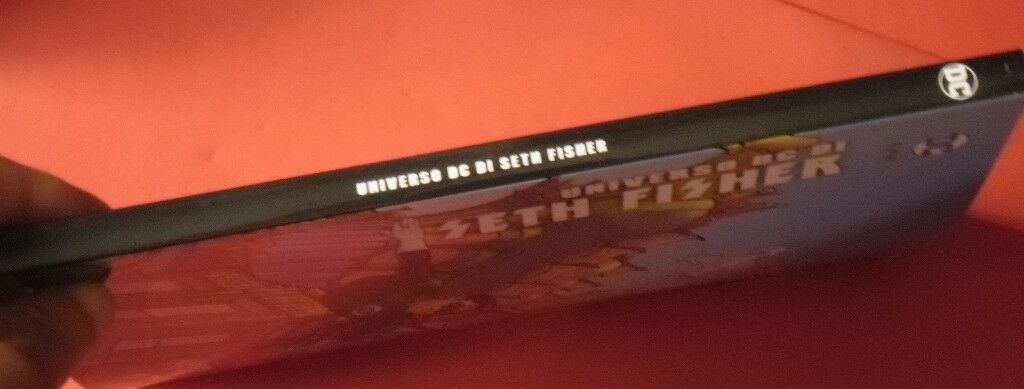 UNIVERSO DC DI SETH FISHER
DC
UNIVERSO DC DI
SETH FISHER